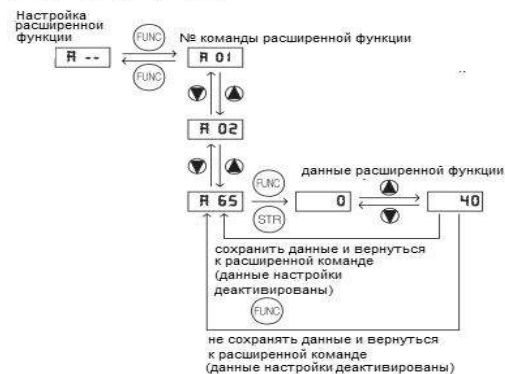 Настройка
расширенной
функции
FUNC
№ команды расширенной функции
A --
A 01
FUNC
A 02
данные расширенной функции
FUNC
A 65
0
40
STR
сохранить данные и вернуться
к расширенной команде
(данные настройки
деактивированы)
FUNC
не сохранять данные и вернуться
к расширенной команде
(данные настройки деактивированы)